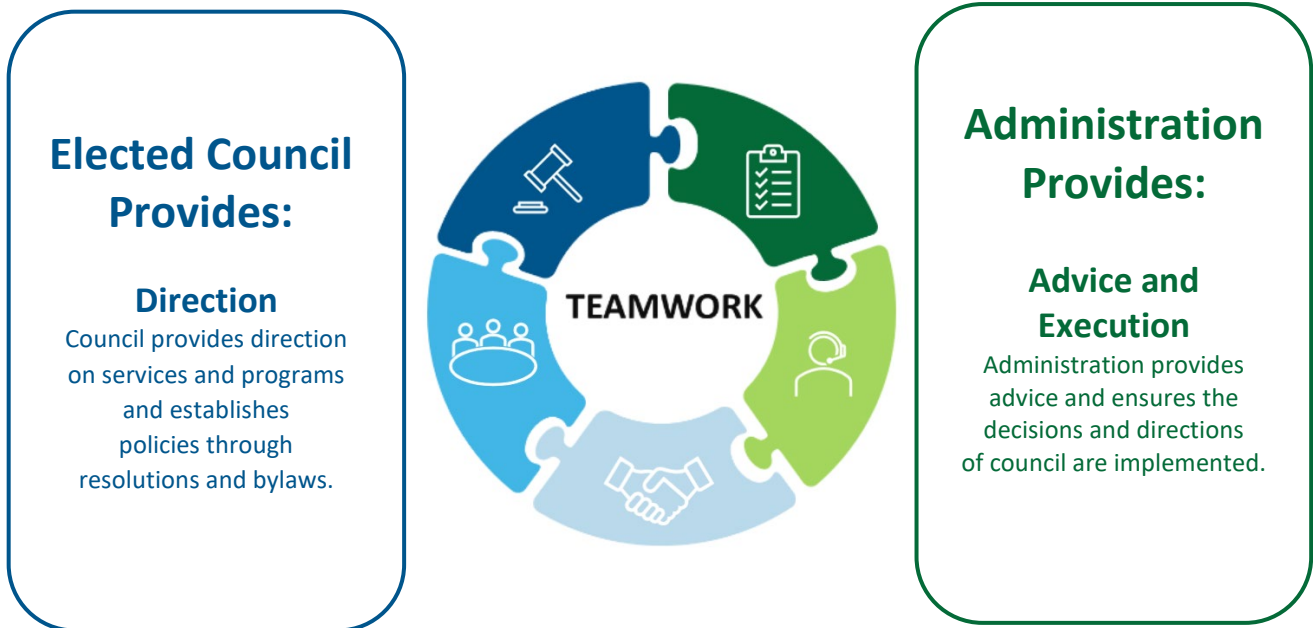 Elected Council
Provides:
Direction
Council provides direction
on services and programs
and establishes
policies through
resolutions and bylaws.
TEAMWORK
Administration
Provides:
Advice and
Execution
Administration provides
advice and ensures the
decisions and directions
of council are implemented.